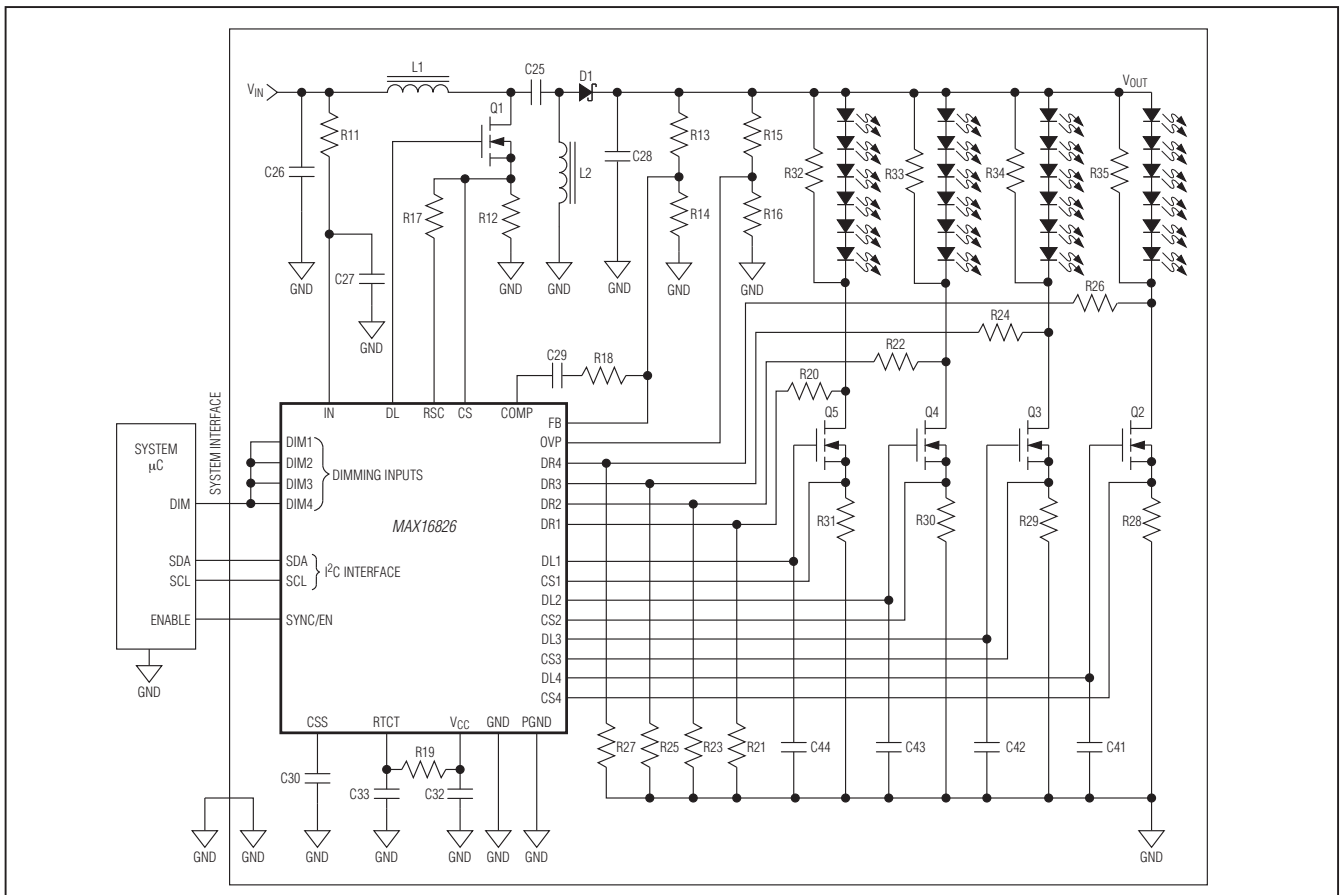 L1
C25
D1
VIN
VOUT
Q1
R11
R13
R15
C26
C28
L2
R32
R33
R34
R35
R17
R12
R14
R16
C27
GND
GND
GND
GND
GND
GND
GND
R26
R24
R22
R20
C29
R18
Q5
Q4
Q3
Q2
SYSTEM INTERFACE
IN
DL
RSC
CS
COMP
FB
OVP
DR4
DR3
DR2
DR1
DL1
CS1
DL2
CS2
DL3
CS3
DL4
CS4
SYSTEM
µC
DIM
SDA
SCL
ENABLE
GND
DIM1
DIM2
DIM3
DIM4
DIMMING INPUTS
MAX16826
SDA
SCL
I2C INTERFACE
SYNC/EN
R31
R30
R29
R28
CSS
RTCT
VCC
GND
PGND
R19
C30
C33
C32
R27
R25
R23
R21
C44
C43
C42
C41
GND
GND
GND
GND
GND
GND
GND
GND